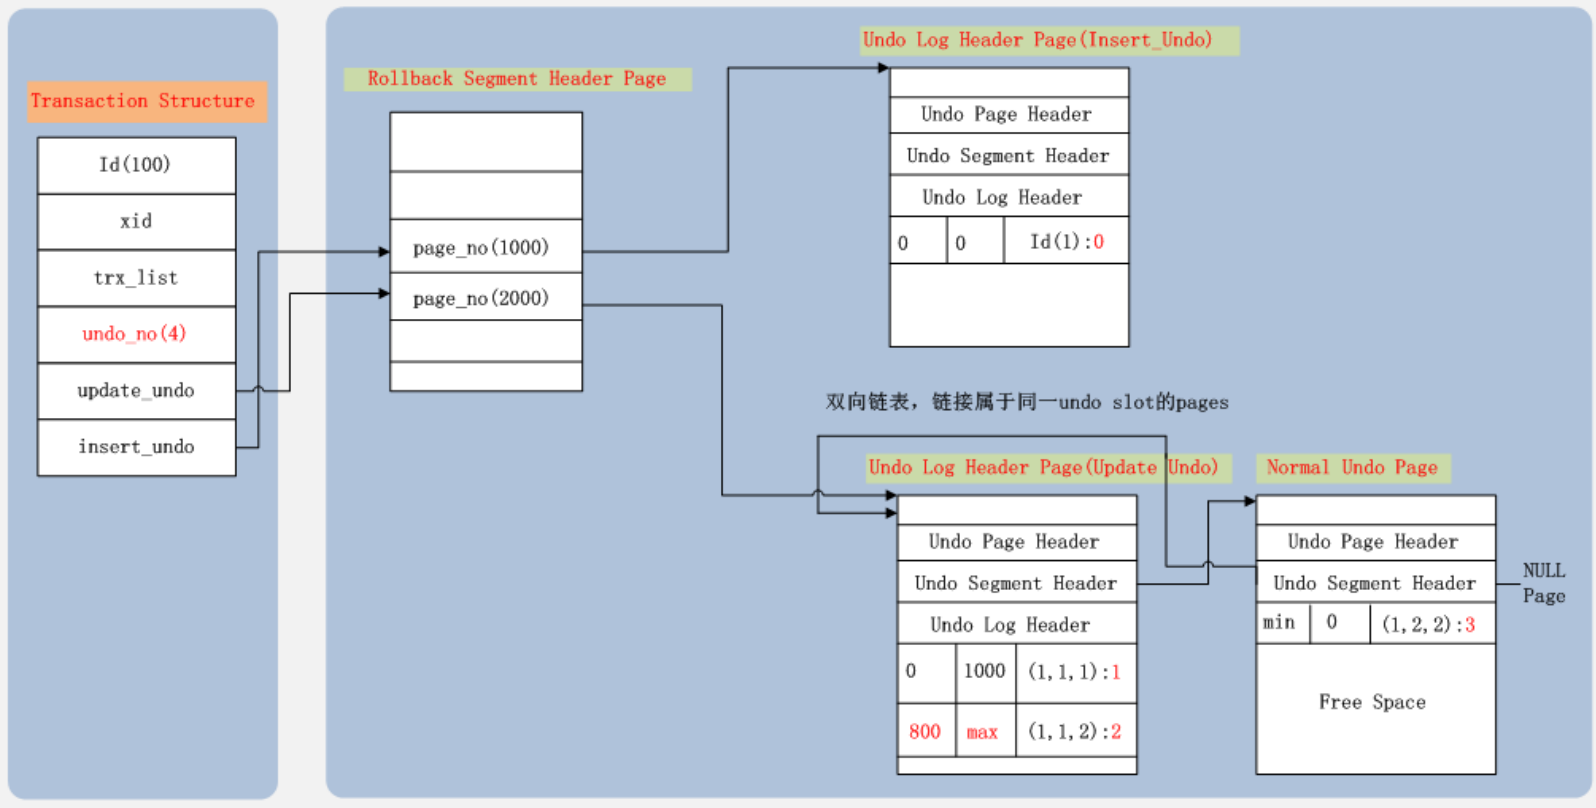 Transaction Structure
Id(100)
xid
trx_list
undo_no(4)
update_undo
insert_undo
Rollback Segment Header Page
page_no(1000)
page_no(2000)
Undo Log Header Page(Insert_Undo)
Undo Page Header
Undo Segment Header
Undo Log Header
0 0 Id(1):0
双向链表，链接属于同一undo slot的pages
Undo Log Header Page(Update Undo)
Undo Page Header
Undo Segment Header
Undo Log Header
0 1000 (1,1,1):1
800 max (1,1,2):2
Normal Undo Page
Undo Page Header
Undo Segment Header
min 0 (1,2,2):3
Free Space
NULL
Page